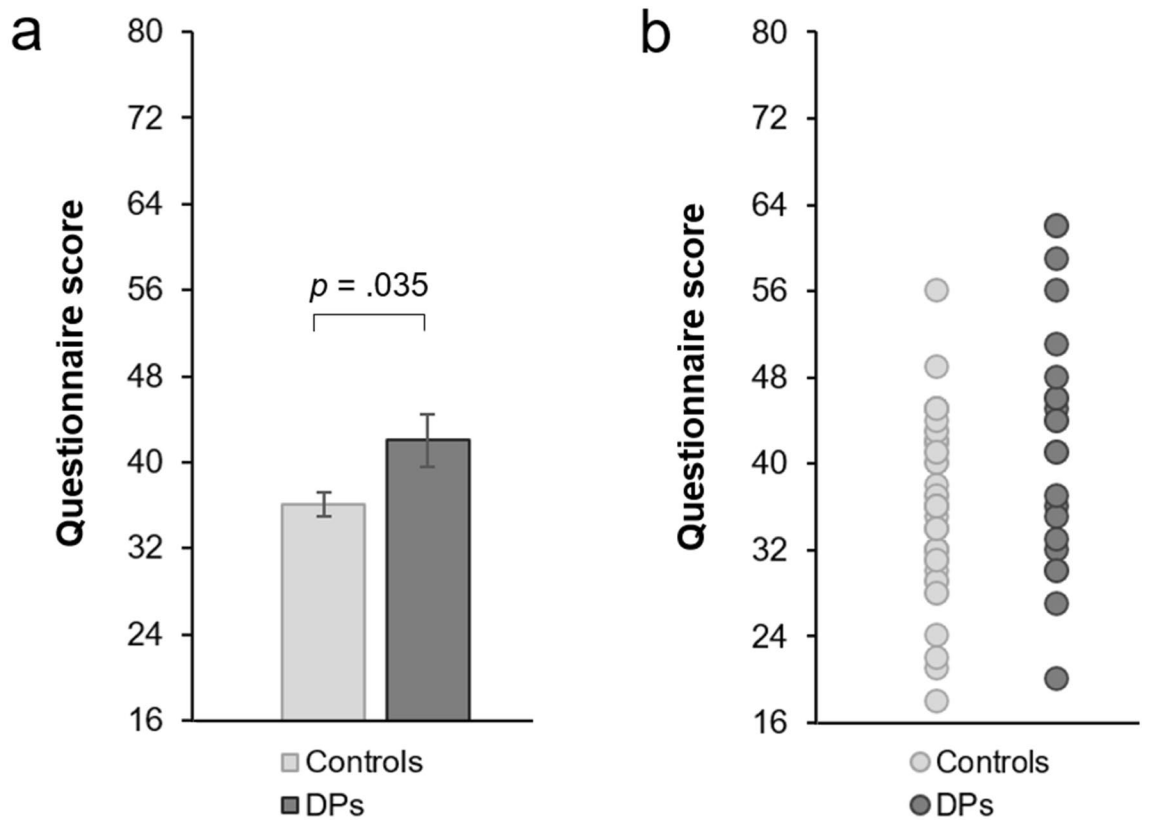 a
80
72
64
56
48
40
32
24
16
Questionnaire score
p = .035
Controls
DPs
b
80
72
64
56
48
40
32
24
16
Questionnaire score
Controls
DPs